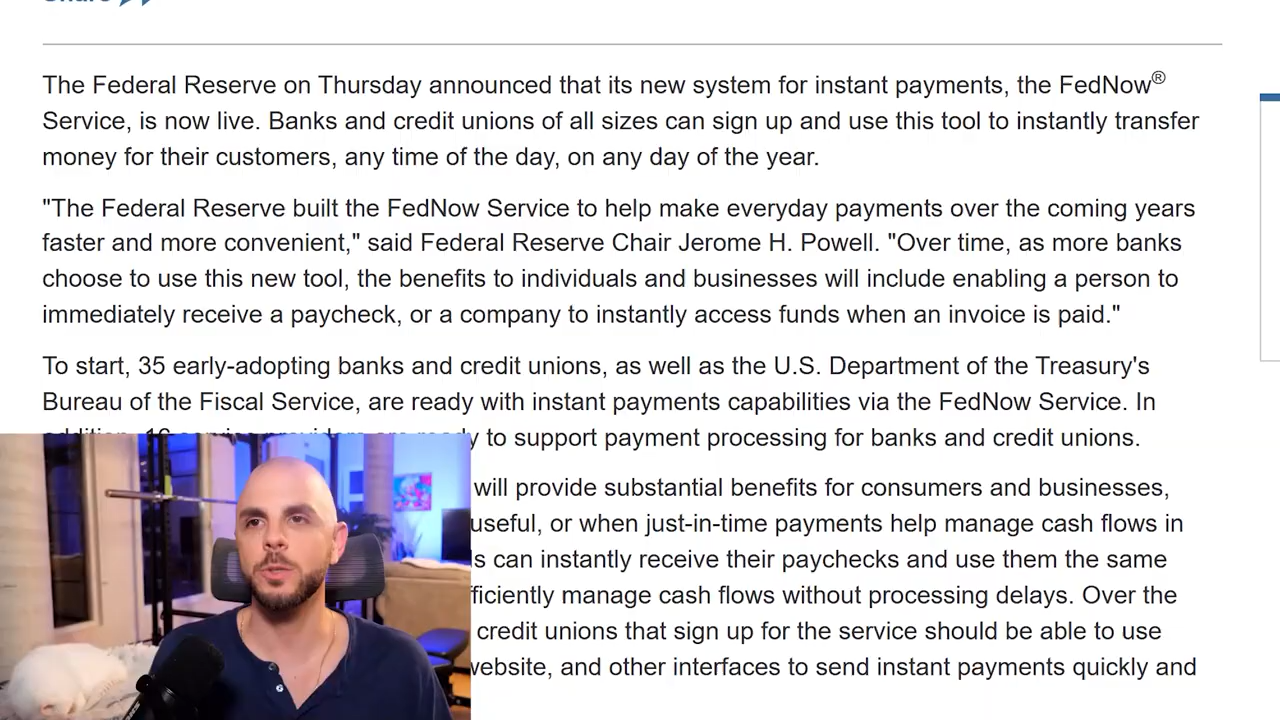 Share
The Federal Reserve on Thursday announced that its new system for instant payments, the FedNow®
Service, is now live. Banks and credit unions of all sizes can sign up and use this tool to instantly transfer
money for their customers, any time of the day, on any day of the year.
"The Federal Reserve built the FedNow Service to help make everyday payments over the coming years
faster and more convenient," said Federal Reserve Chair Jerome H. Powell. "Over time, as more banks
choose to use this new tool, the benefits to individuals and businesses will include enabling a person to
immediately receive a paycheck, or a company to instantly access funds when an invoice is paid."
To start, 35 early-adopting banks and credit unions, as well as the U.S. Department of the Treasury's
Bureau of the Fiscal Service, are ready with instant payments capabilities via the FedNow Service. In
addition, 16 service providers are ready to support payment processing for banks and credit unions.
will provide substantial benefits for consumers and businesses,
useful, or when just-in-time payments help manage cash flows in
can instantly receive their paychecks and use them the same
manage cash flows without processing delays. Over the
credit unions that sign up for the service should be able to use
website, and other interfaces to send instant payments quickly and